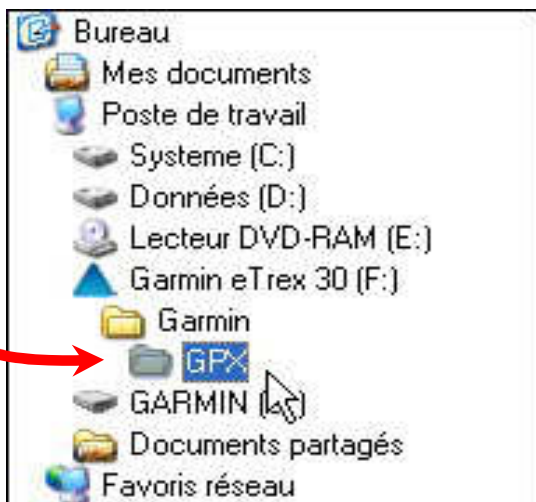 Bureau
Mes documents
Poste de travail
Systeme (C:)
Données (D:)
Lecteur DVD-RAM (E:)
Garmin eTrex 30 (F:)
Garmin
GPX
GARMIN
Documents partagés
Favoris réseau